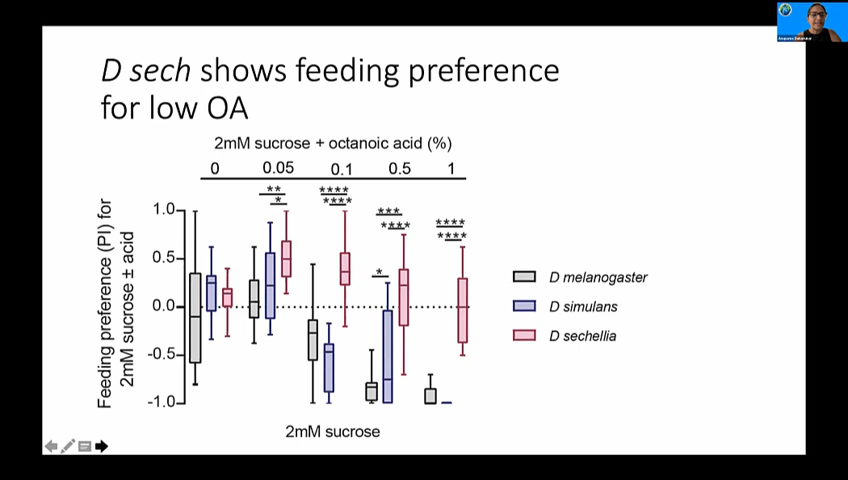 D sech shows feeding preference
for low OA
2mM sucrose + octanoic acid (%)
0 0.05 0.1 0.5 1
** **** *** ****
* **** **** ****
*
Feeding preference (PI) for
2mM sucrose ± acid
1.0
0.5
0.0
-0.5
-1.0
D melanogaster
D simulans
D sechellia
2mM sucrose